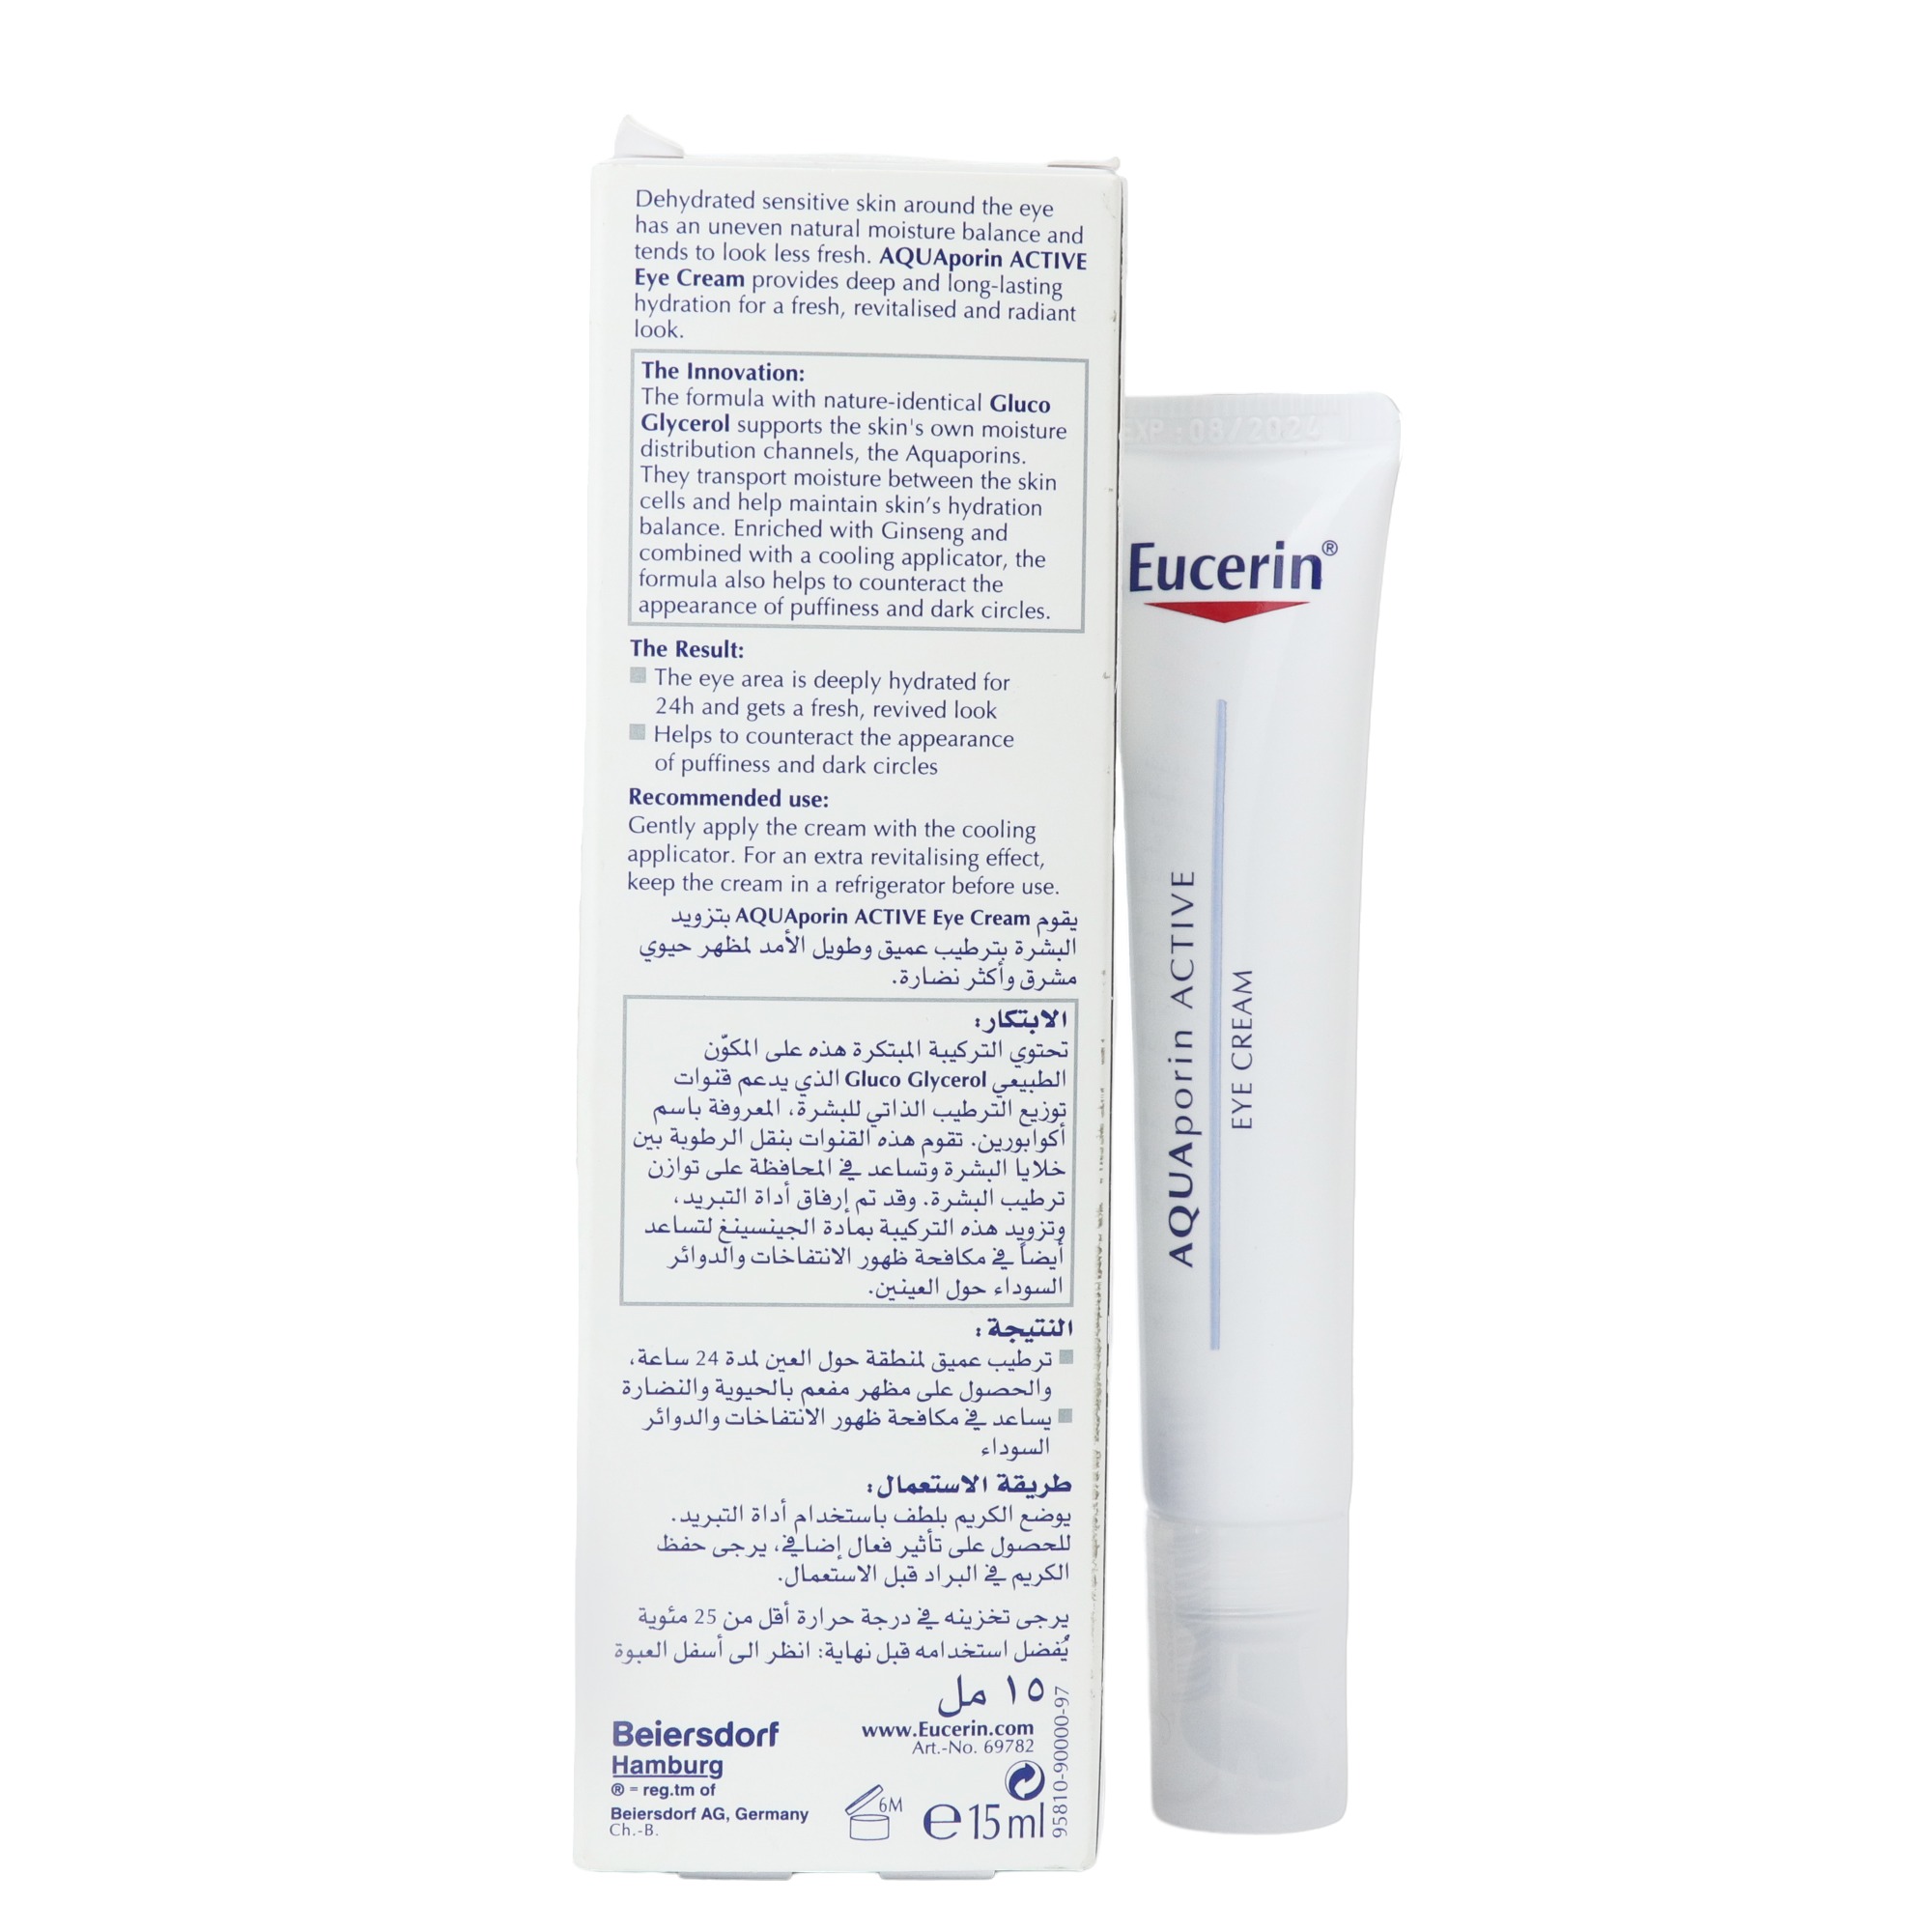 Dehydrated sensitive skin around the eye
has an uneven natural moisture balance and
tends to look less fresh. AQUAporin ACTIVE
Eye Cream provides deep and long-lasting
hydration for a fresh, revitalised and radiant
look.
The Innovation:
The formula with nature-identical Gluco
Glycerol supports the skin's own moisture
distribution channels, the Aquaporins.
They transport moisture between the skin
cells and help maintain skin’s hydration
balance. Enriched with Ginseng and
combined with a cooling applicator, the
formula also helps to counteract the
appearance of puffiness and dark circles.
The Result:
The eye area is deeply hydrated for
24h and gets a fresh, revived look
Helps to counteract the appearance
of puffiness and dark circles
Recommended use:
Gently apply the cream with the cooling
applicator. For an extra revitalising effect,
keep the cream in a refrigerator before use.
يقوم AQUAporin ACTIVE Eye Cream بتزويد
البشرة بترطيب عميق وطويل الأمد لمظهر حيوي
مشرق وأكثر نضارة.
الابتكار:
تحتوي التركيبة المبتكرة هذه على المكوّن
الطبيعي Gluco Glycerol الذي يدعم قنوات
توزيع الترطيب الذاتي للبشرة، المعروفة باسم
أكوابورين. تقوم هذه القنوات بنقل الرطوبة بين
خلايا البشرة وتساعد في المحافظة على توازن
ترطيب البشرة. وقد تم إرفاق أداة التبريد،
وتزويد هذه التركيبة بمادة الجينسينغ لتساعد
أيضاً في مكافحة ظهور الانتفاخات والدوائر
السوداء حول العينين.
النتيجة:
ترطيب عميق لمنطقة حول العين لمدة 24 ساعة،
والحصول على مظهر مفعم بالحيوية والنضارة
يساعد في مكافحة ظهور الانتفاخات والدوائر
السوداء
طريقة الاستعمال:
يوضع الكريم بلطف باستخدام أداة التبريد.
للحصول على تأثير فعال إضافي، يرجى حفظ
الكريم في البراد قبل الاستعمال.
يرجى تخزينه في درجة حرارة أقل من 25 مئوية
يُفضل استخدامه قبل نهاية: انظر الى أسفل العبوة
١٥ مل
www.Eucerin.com
Art.-No. 69782
Beiersdorf
Hamburg
® = reg.tm of
Beiersdorf AG, Germany
Ch.-B.
6M
e 15 ml
95810-90000-97
EXP : 08/2024
Eucerin®
AQUAporin ACTIVE
EYE CREAM